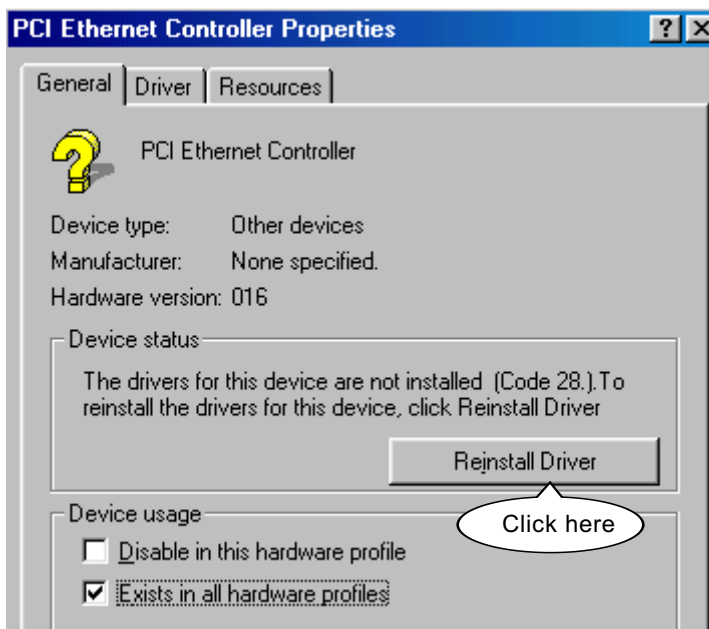 PCI Ethernet Controller Properties
General Driver Resources
PCI Ethernet Controller
Device type: Other devices
Manufacturer: None specified.
Hardware version: 016
Device status
The drivers for this device are not installed (Code 28.).To
reinstall the drivers for this device, click Reinstall Driver
Reinstall Driver
Click here
Device usage
Disable in this hardware profile
Exists in all hardware profiles